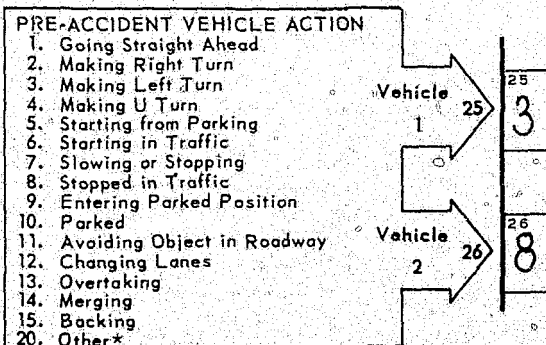 PRE-ACCIDENT VEHICLE ACTION
1. Going Straight Ahead
2. Making Right Turn
3. Making Left Turn
4. Making U Turn
5. Starting from Parking
6. Starting in Traffic
7. Slowing or Stopping
8. Stopped in Traffic
9. Entering Parked Position
10. Parked
11. Avoiding Object in Roadway
12. Changing Lanes
13. Overtaking
14. Merging
15. Backing
20. Other*
Vehicle
1
25
25
3
Vehicle
2
26
26
8